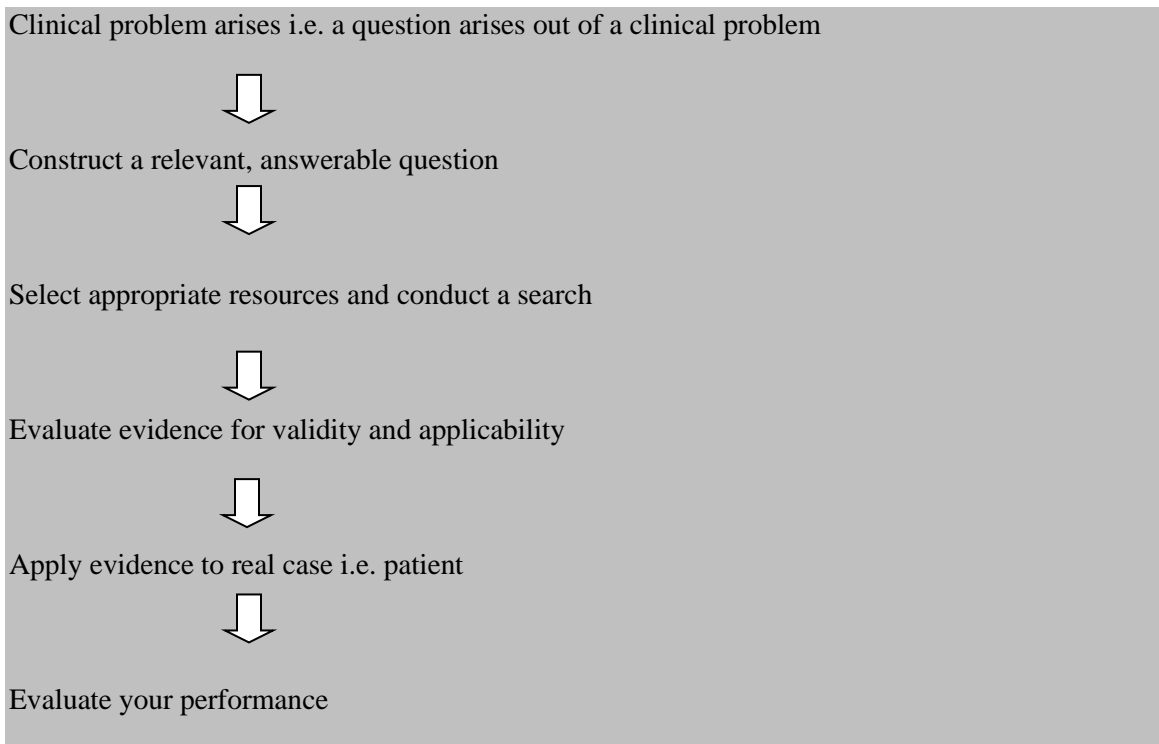 Clinical problem arises i.e. a question arises out of a clinical problem
Construct a relevant, answerable question
Select appropriate resources and conduct a search
Evaluate evidence for validity and applicability
Apply evidence to real case i.e. patient
Evaluate your performance